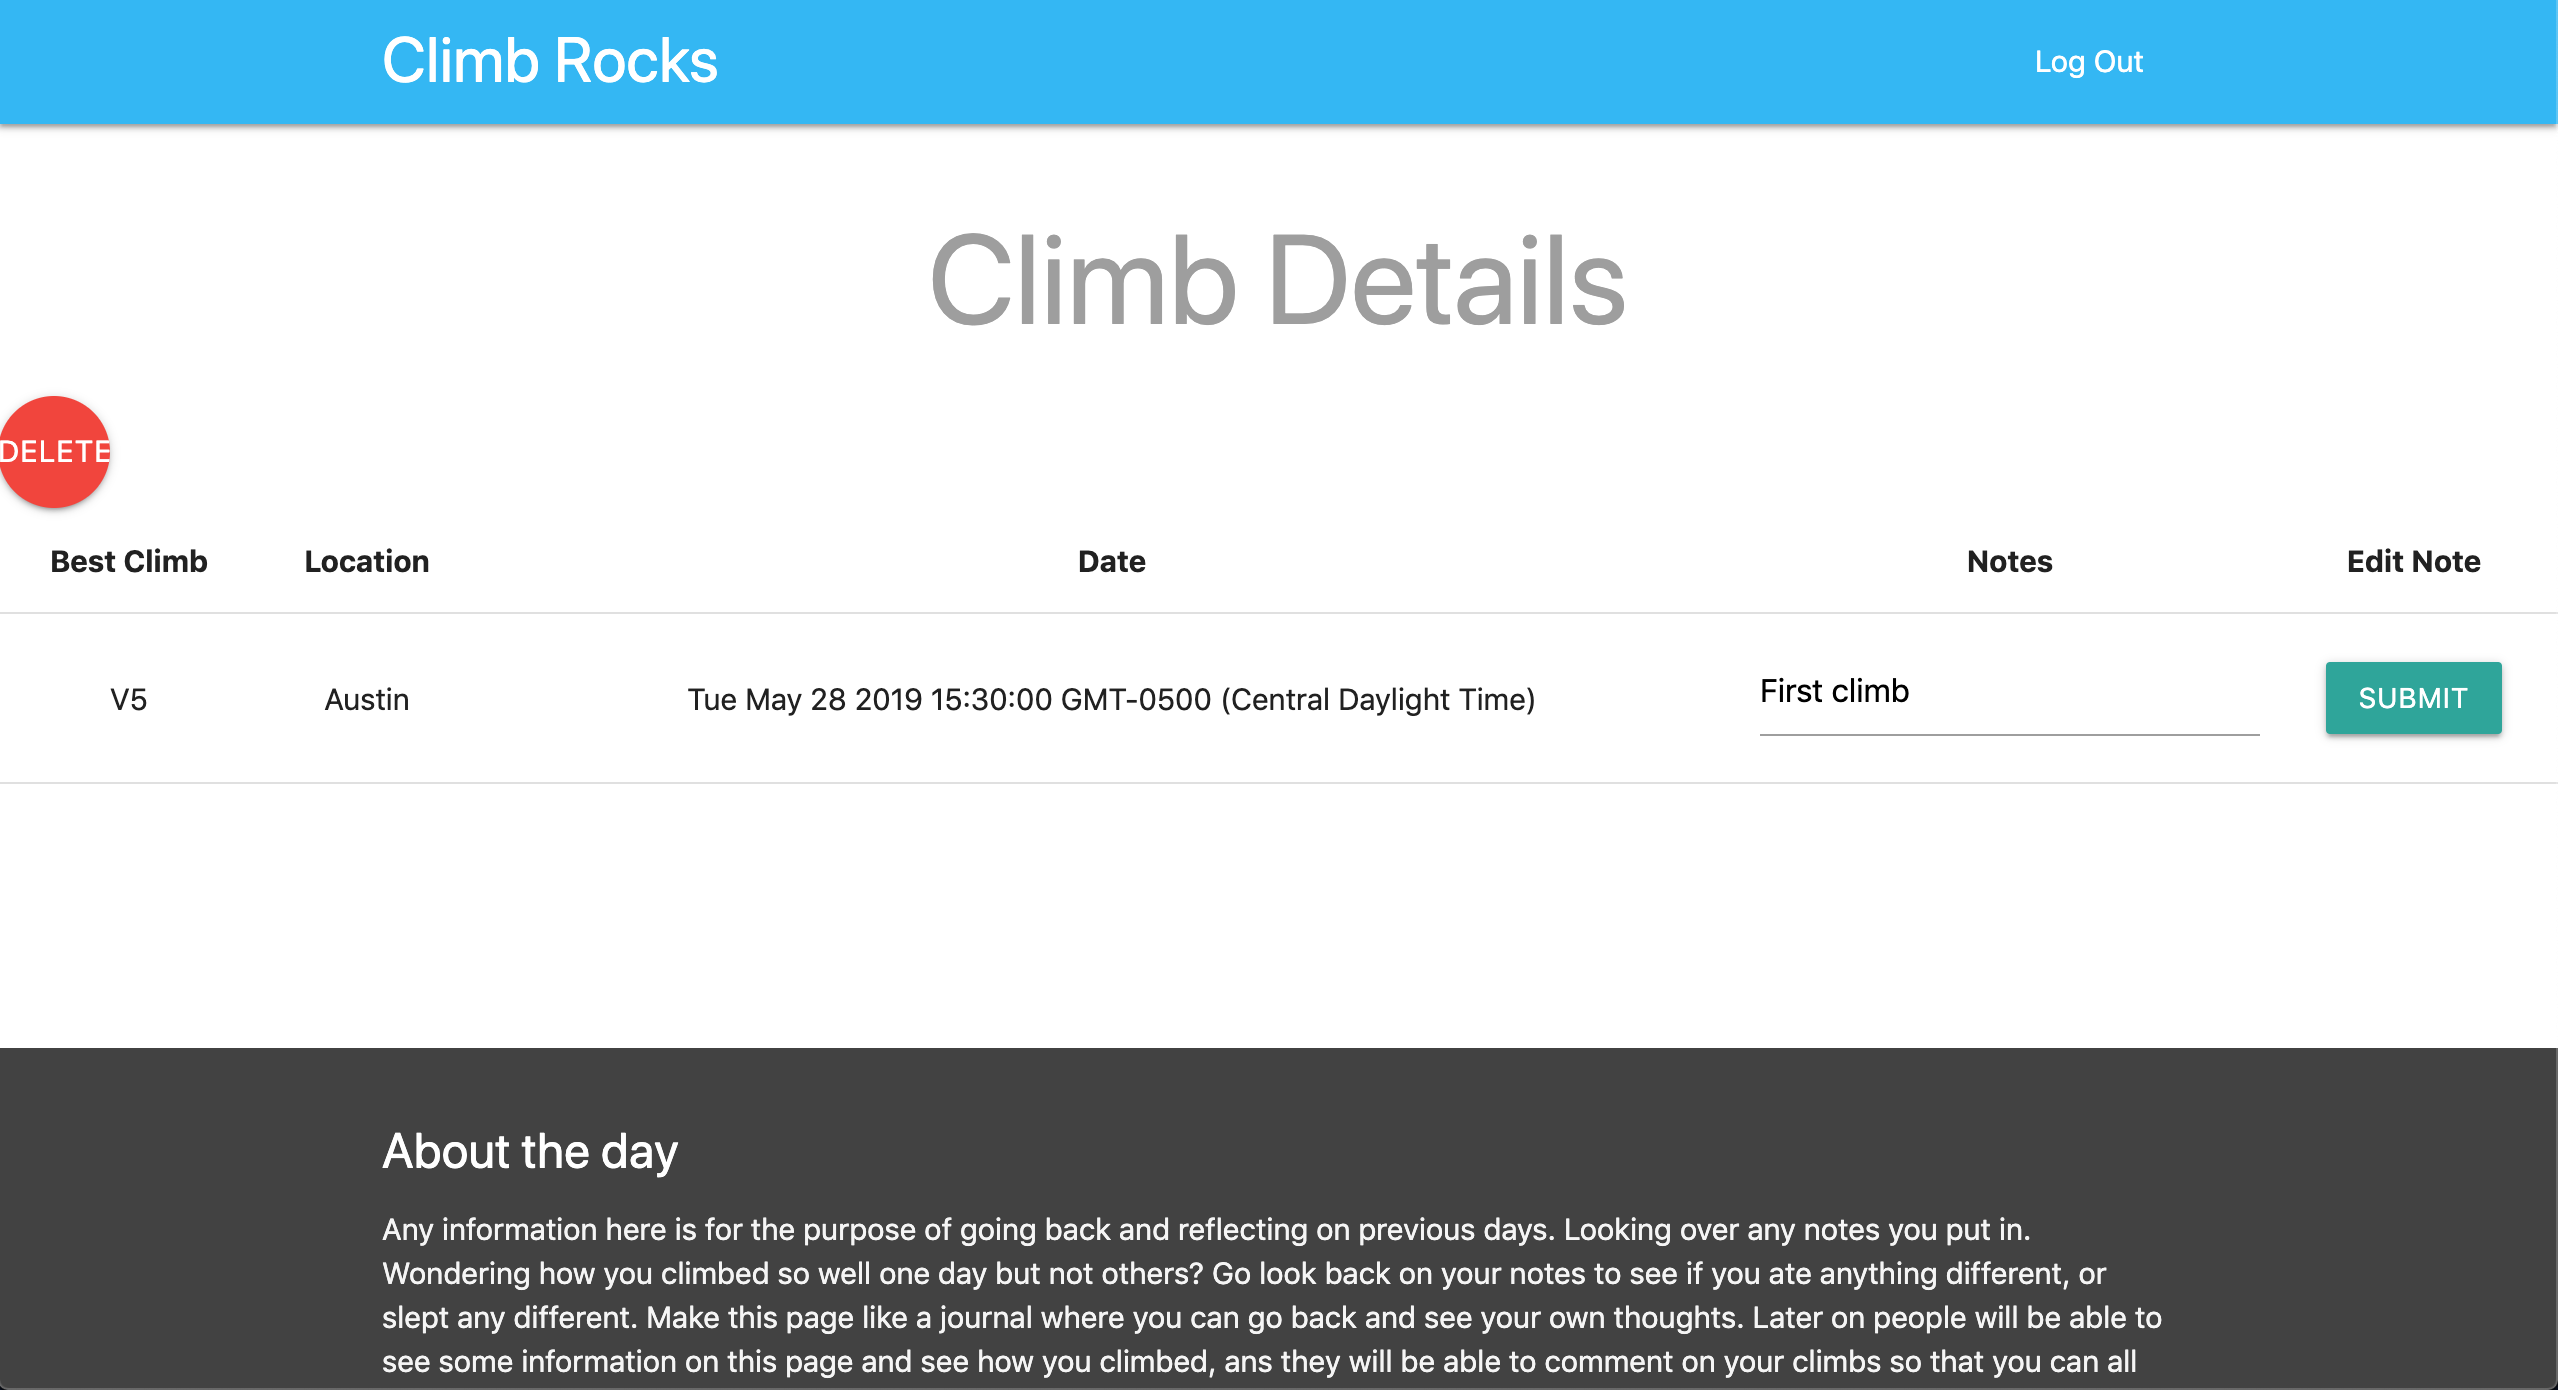 Climb Rocks
Log Out
Climb Details
DELETE
Best Climb Location Date Notes Edit Note
V5 Austin Tue May 28 2019 15:30:00 GMT-0500 (Central Daylight Time) First climb SUBMIT
About the day
Any information here is for the purpose of going back and reflecting on previous days. Looking over any notes you put in.
Wondering how you climbed so well one day but not others? Go look back on your notes to see if you ate anything different, or
slept any different. Make this page like a journal where you can go back and see your own thoughts. Later on people will be able to
see some information on this page and see how you climbed, ans they will be able to comment on your climbs so that you can all